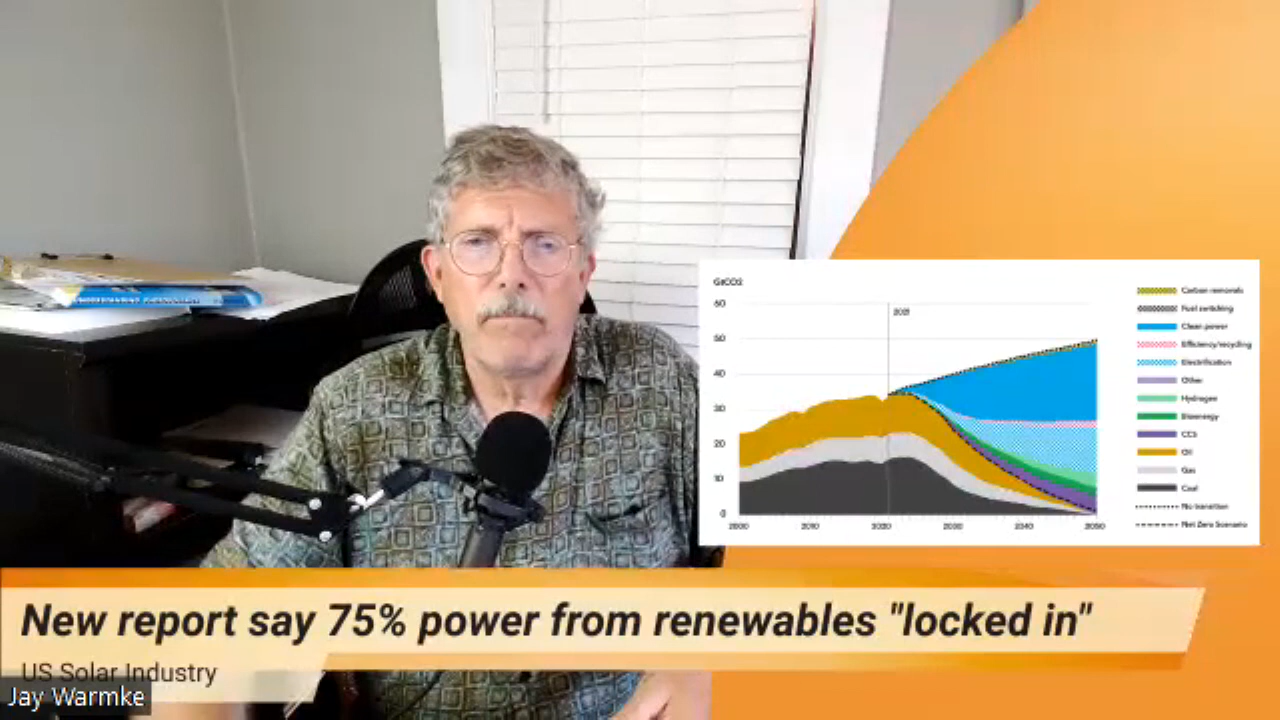 GtCO2
60
50
40
30
20
10
0
2021
2000 2010 2020 2030 2040 2050
Carbon removals
Fuel switching
Clean power
Efficiency/recycling
Electrification
Other
Hydrogen
Bioenergy
CCS
Oil
Gas
Coal
No transition
Net Zero Scenario
New report say 75% power from renewables "locked in"
US Solar Industry
Jay Warmke